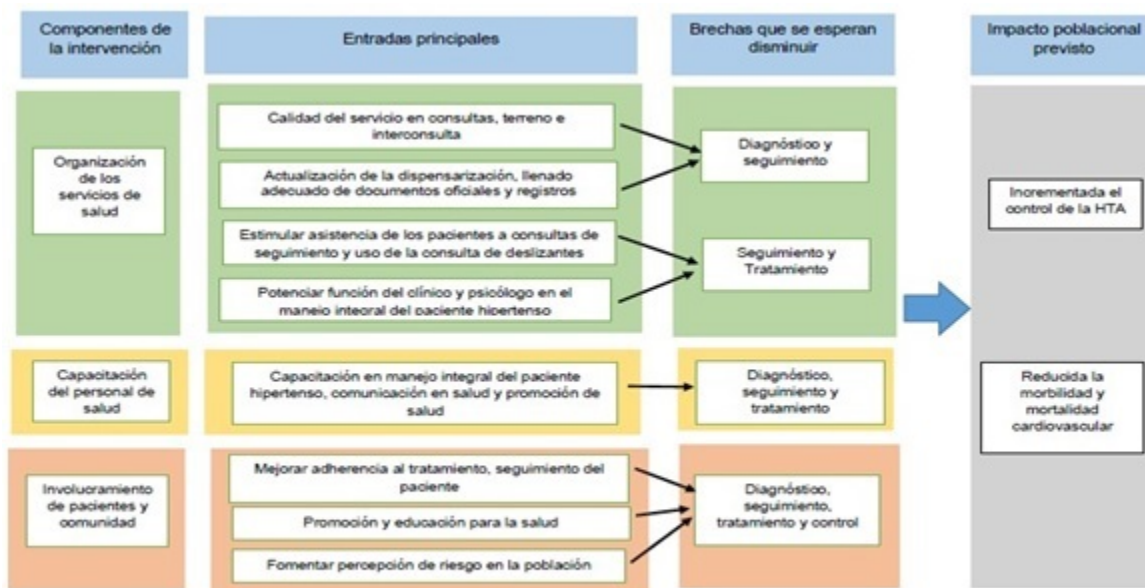 Componentes de
la intervención
Entradas principales
Brechas que se esperan
disminuir
Impacto poblacional
previsto
Organización
de los
servicios de
salud
Calidad del servicio en consultas, terreno e
interconsulta
Actualización de la dispensarización, llenado
adecuado de documentos oficiales y registros
Estimular asistencia de los pacientes a consultas de
seguimiento y uso de la consulta de deslizantes
Potenciar función del clínico y psicólogo en el
manejo integral del paciente hipertenso
Diagnóstico y
seguimiento
Seguimiento y
Tratamiento
Capacitación
del personal de
salud
Capacitación en manejo integral del paciente
hipertenso, comunicación en salud y promoción de
salud
Diagnóstico,
seguimiento y
tratamiento
Involucramiento
de pacientes y
comunidad
Mejorar adherencia al tratamiento, seguimiento del
paciente
Promoción y educación para la salud
Fomentar percepción de riesgo en la población
Diagnóstico,
seguimiento,
tratamiento y control
Incrementada el
control de la HTA
Reducida la
morbilidad y
mortalidad
cardiovascular